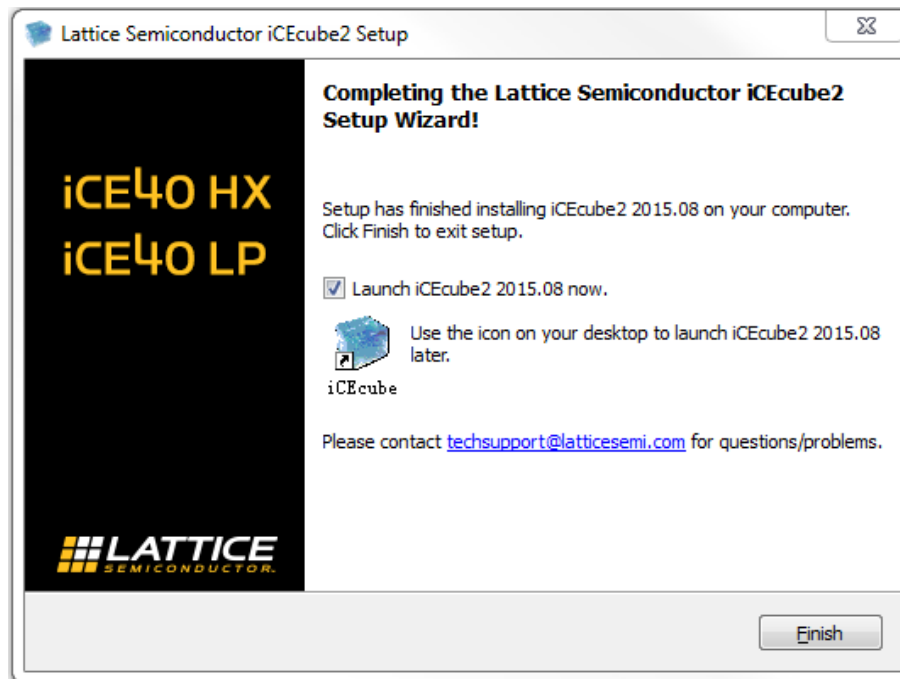 Lattice Semiconductor iCEcube2 Setup
iCE40 HX
iCE40 LP
LATTICE
SEMICONDUCTOR.
Completing the Lattice Semiconductor iCEcube2
Setup Wizard!
Setup has finished installing iCEcube2 2015.08 on your computer.
Click Finish to exit setup.
Launch iCEcube2 2015.08 now.
Use the icon on your desktop to launch iCEcube2 2015.08
later.
iCEcube
Please contact techsupport@latticesemi.com for questions/problems.
Finish